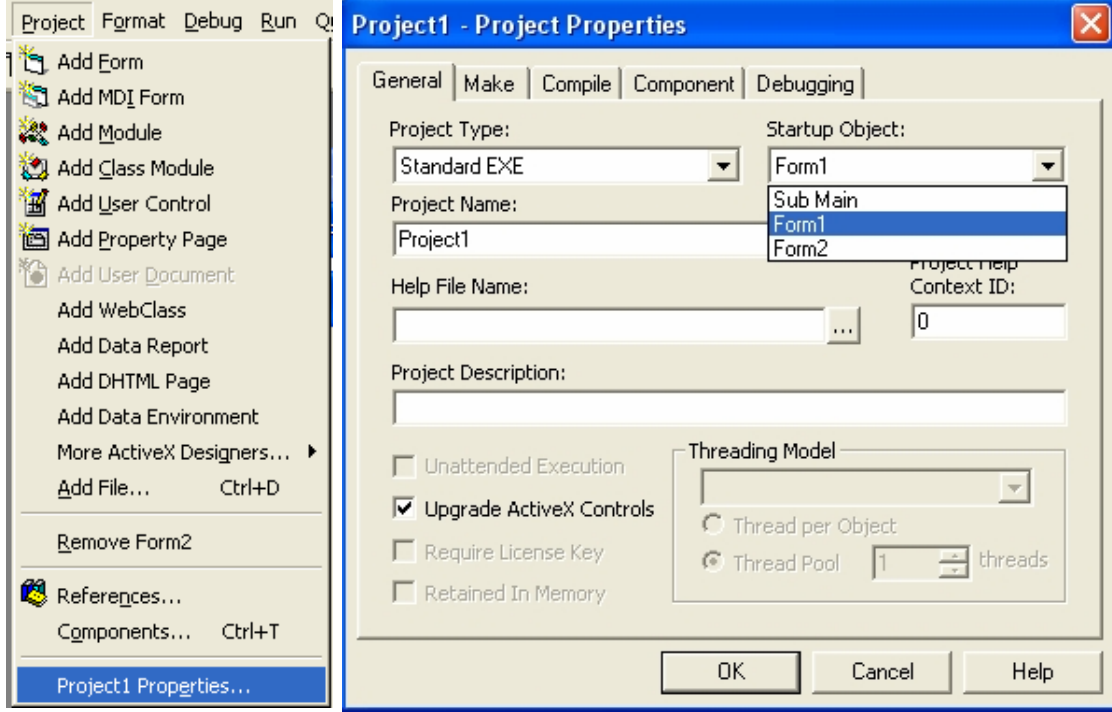 Project Format Debug Run Qu
Add Form
Add MDI Form
Add Module
Add Class Module
Add User Control
Add Property Page
Add User Document
Add WebClass
Add Data Report
Add DHTML Page
Add Data Environment
More ActiveX Designers...
Add File... Ctrl+D
Remove Form2
References...
Components... Ctrl+T
Project1 Properties...
Project1 - Project Properties
General Make Compile Component Debugging
Project Type: Startup Object:
Standard EXE Form1
Sub Main
Form1
Form2
Project Name:
Project1
Help File Name: Project Help
Context ID:
... 0
Project Description:
Unattended Execution
Upgrade ActiveX Controls
Require License Key
Retained In Memory
Threading Model
Thread per Object
Thread Pool 1 threads
OK Cancel Help